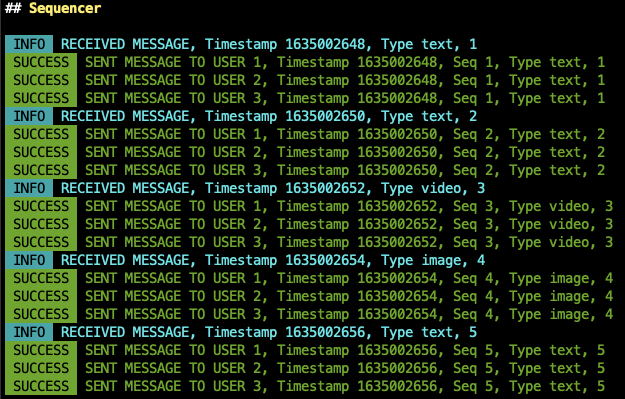 ## Sequencer
INFO RECEIVED MESSAGE, Timestamp 1635002648, Type text, 1
SUCCESS SENT MESSAGE TO USER 1, Timestamp 1635002648, Seq 1, Type text, 1
SUCCESS SENT MESSAGE TO USER 2, Timestamp 1635002648, Seq 1, Type text, 1
SUCCESS SENT MESSAGE TO USER 3, Timestamp 1635002648, Seq 1, Type text, 1
INFO RECEIVED MESSAGE, Timestamp 1635002650, Type text, 2
SUCCESS SENT MESSAGE TO USER 1, Timestamp 1635002650, Seq 2, Type text, 2
SUCCESS SENT MESSAGE TO USER 2, Timestamp 1635002650, Seq 2, Type text, 2
SUCCESS SENT MESSAGE TO USER 3, Timestamp 1635002650, Seq 2, Type text, 2
INFO RECEIVED MESSAGE, Timestamp 1635002652, Type video, 3
SUCCESS SENT MESSAGE TO USER 1, Timestamp 1635002652, Seq 3, Type video, 3
SUCCESS SENT MESSAGE TO USER 2, Timestamp 1635002652, Seq 3, Type video, 3
SUCCESS SENT MESSAGE TO USER 3, Timestamp 1635002652, Seq 3, Type video, 3
INFO RECEIVED MESSAGE, Timestamp 1635002654, Type image, 4
SUCCESS SENT MESSAGE TO USER 1, Timestamp 1635002654, Seq 4, Type image, 4
SUCCESS SENT MESSAGE TO USER 2, Timestamp 1635002654, Seq 4, Type image, 4
SUCCESS SENT MESSAGE TO USER 3, Timestamp 1635002654, Seq 4, Type image, 4
INFO RECEIVED MESSAGE, Timestamp 1635002656, Type text, 5
SUCCESS SENT MESSAGE TO USER 1, Timestamp 1635002656, Seq 5, Type text, 5
SUCCESS SENT MESSAGE TO USER 2, Timestamp 1635002656, Seq 5, Type text, 5
SUCCESS SENT MESSAGE TO USER 3, Timestamp 1635002656, Seq 5, Type text, 5